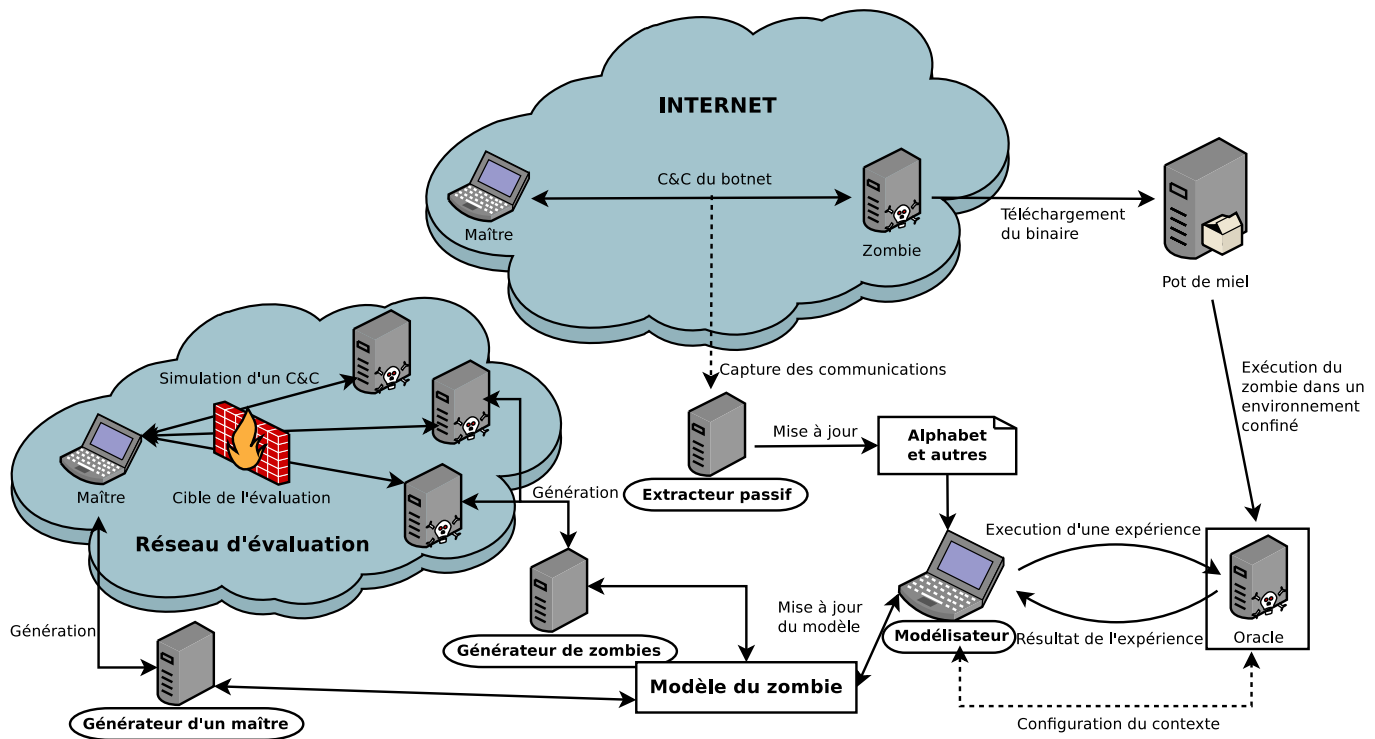 INTERNET
C&C du botnet
Maître
Zombie
Téléchargement
du binaire
Pot de miel
Capture des communications
Exécution du
zombie dans un
environnement
confiné
Simulation d'un C&C
Maître
Cible de l'évaluation
Réseau d'évaluation
Mise à jour
Alphabet
et autres
Extracteur passif
Génération
Execution d'une expérience
Mise à jour
du modèle
Modélisateur
Résultat de l'expérience
Oracle
Génération
Générateur de zombies
Modèle du zombie
Générateur d'un maître
Configuration du contexte